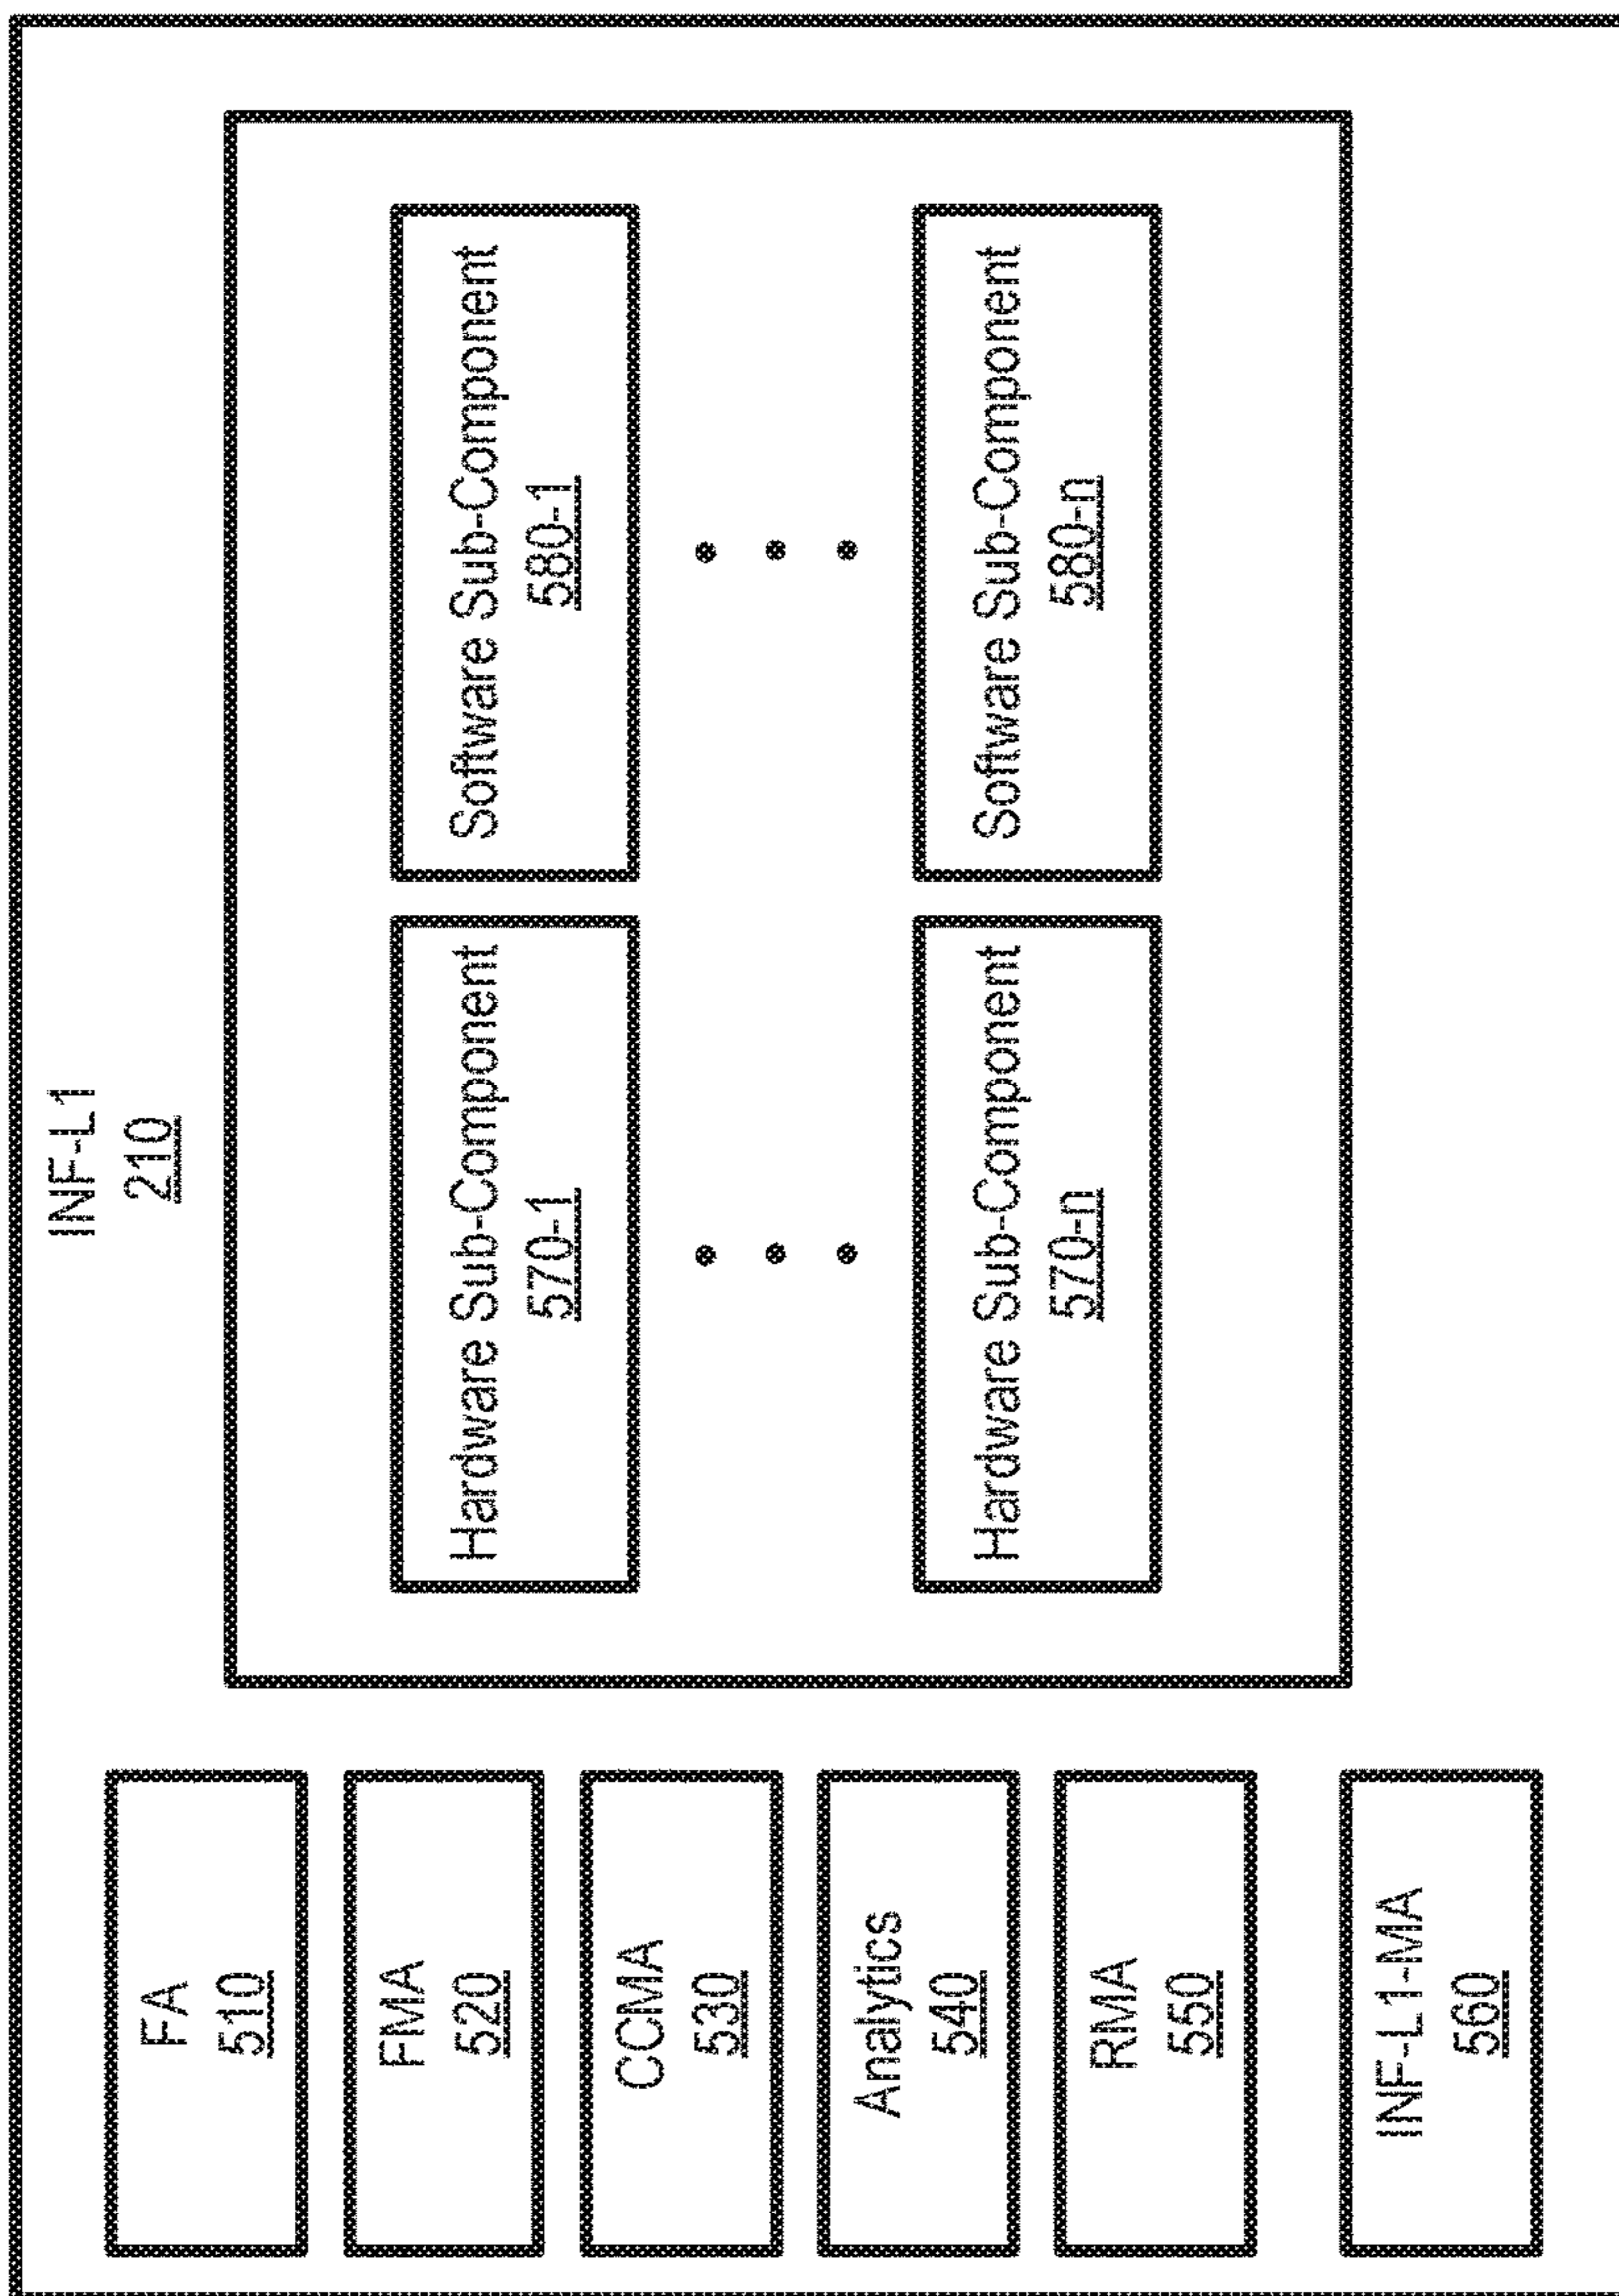 INF-L1
210
FA
510
FMA
520
CCMA
530
Analytics
540
RMA
550
INF-L1-MA
560
Hardware Sub-Component
570-1
Software Sub-Component
580-1
Hardware Sub-Component
570-n
Software Sub-Component
580-n